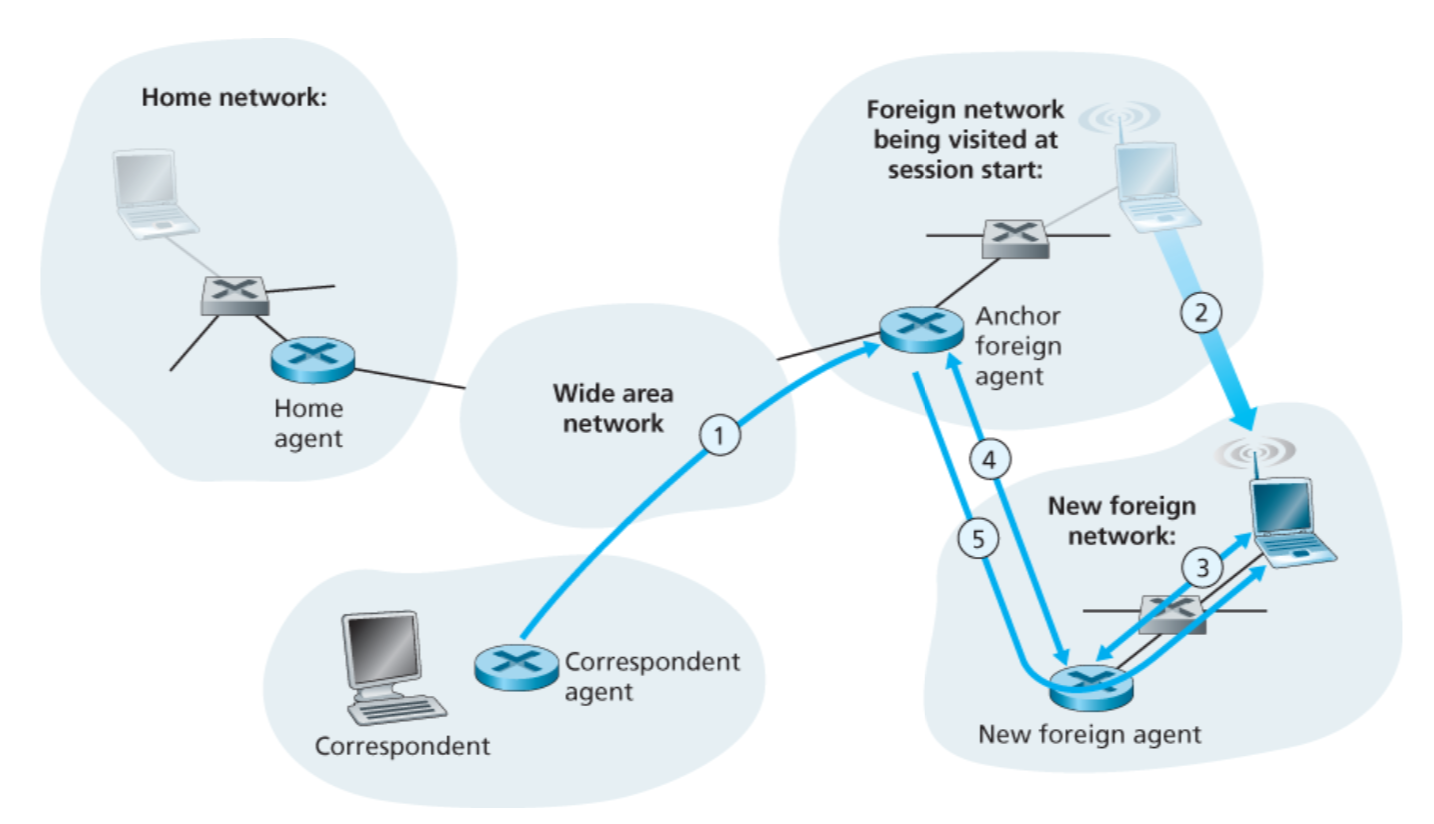 Home network:
Home
agent
Wide area
network
1
Foreign network
being visited at
session start:
Anchor
foreign
agent
2
4
5
New foreign
network:
3
New foreign agent
Correspondent
agent
Correspondent